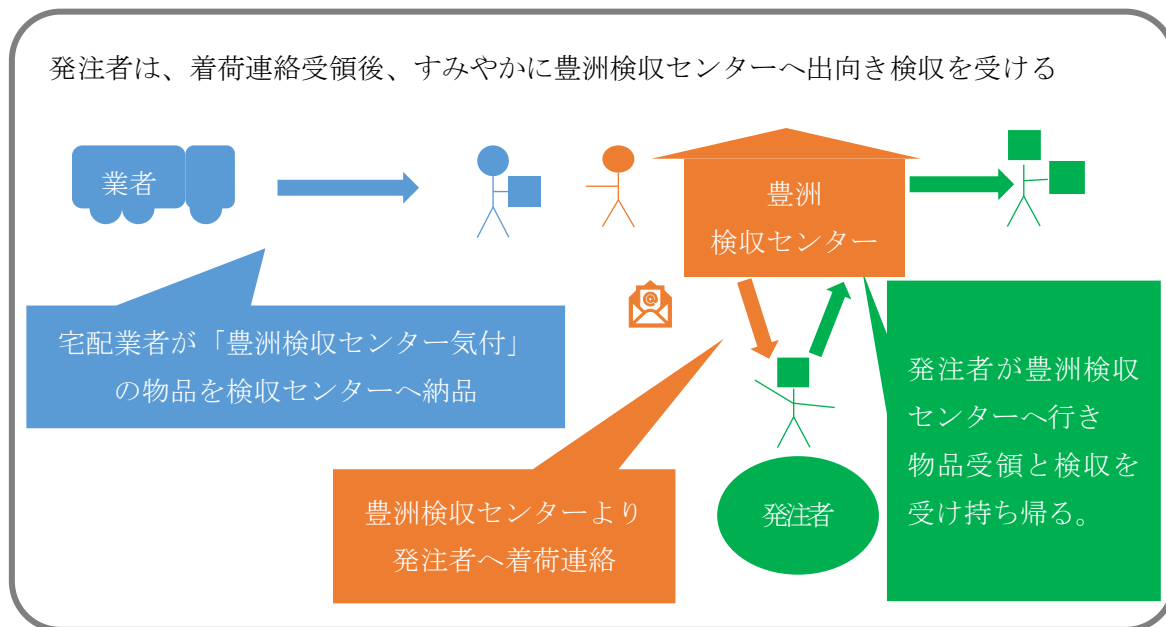 発注者は、着荷連絡受領後、すみやかに豊洲検収センターへ出向き検収を受ける
業者
豊洲
検収センター
@
宅配業者が「豊洲検収センター気付」
の物品を検収センターへ納品
発注者が豊洲検収
センターへ行き
物品受領と検収を
受け持ち帰る。
豊洲検収センターより
発注者へ着荷連絡
発注者